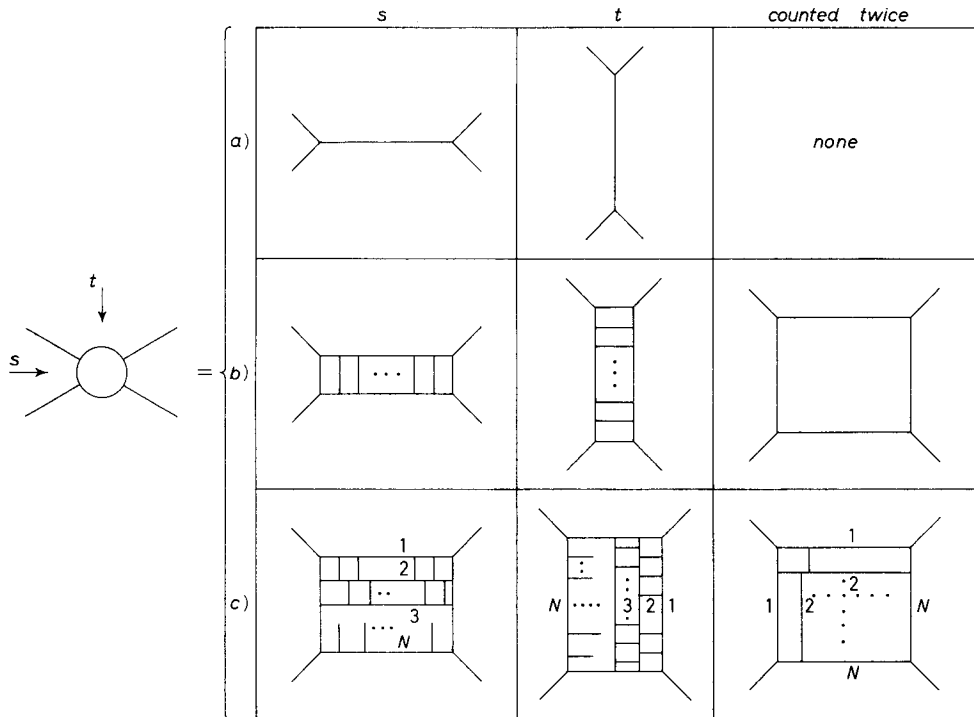 s t counted twice
a) none
t
s = b)
1 1
2 2
3 N 3 2 1 1 2 N
c) N N